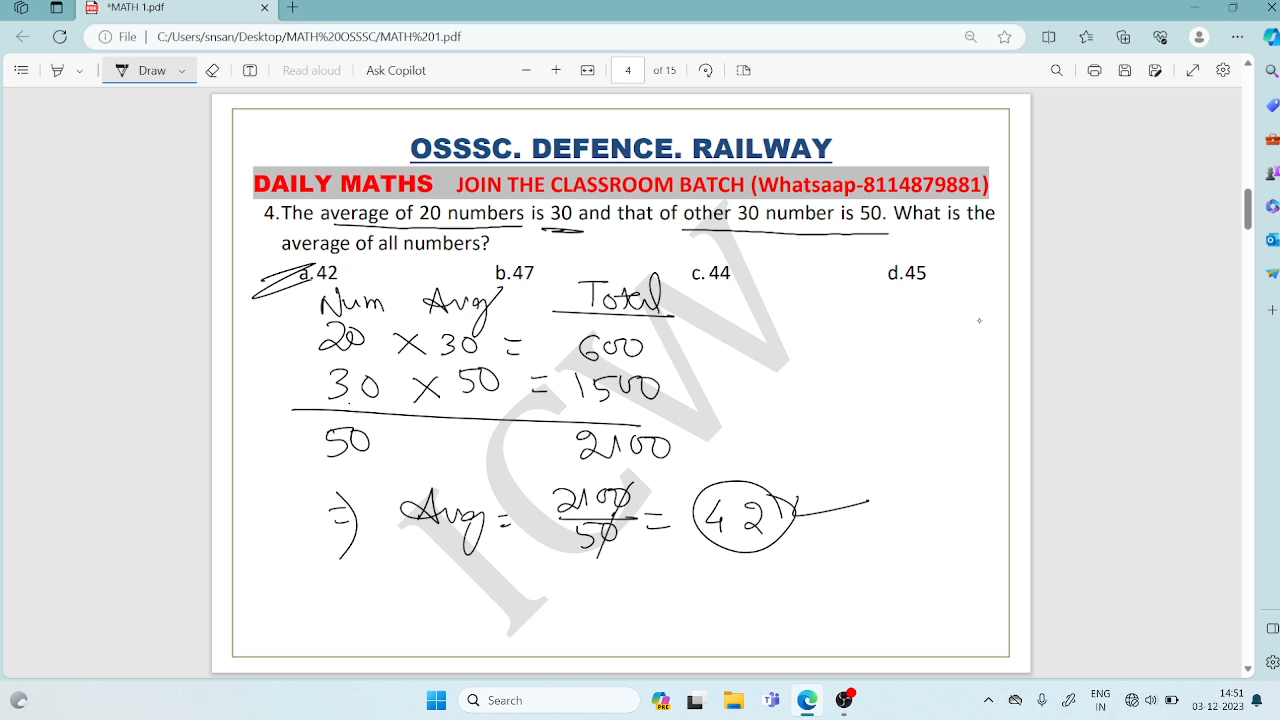 *MATH 1.pdf
File | C:/Users/snsan/Desktop/MATH%20OSSSC/MATH%201.pdf
Draw Read aloud Ask Copilot 4 of 15
OSSSC. DEFENCE. RAILWAY
DAILY MATHS JOIN THE CLASSROOM BATCH (Whatsaap-8114879881)
4.The average of 20 numbers is 30 and that of other 30 number is 50. What is the
average of all numbers?
a.42 b.47 c. 44 d.45
Num Avg Total
20 × 30 = 600
30 × 50 = 1500
50 2100
⇒ Avg = 2100/50 = 42
ICW
Search PRE ENG 14:51
IN 03-12-2023